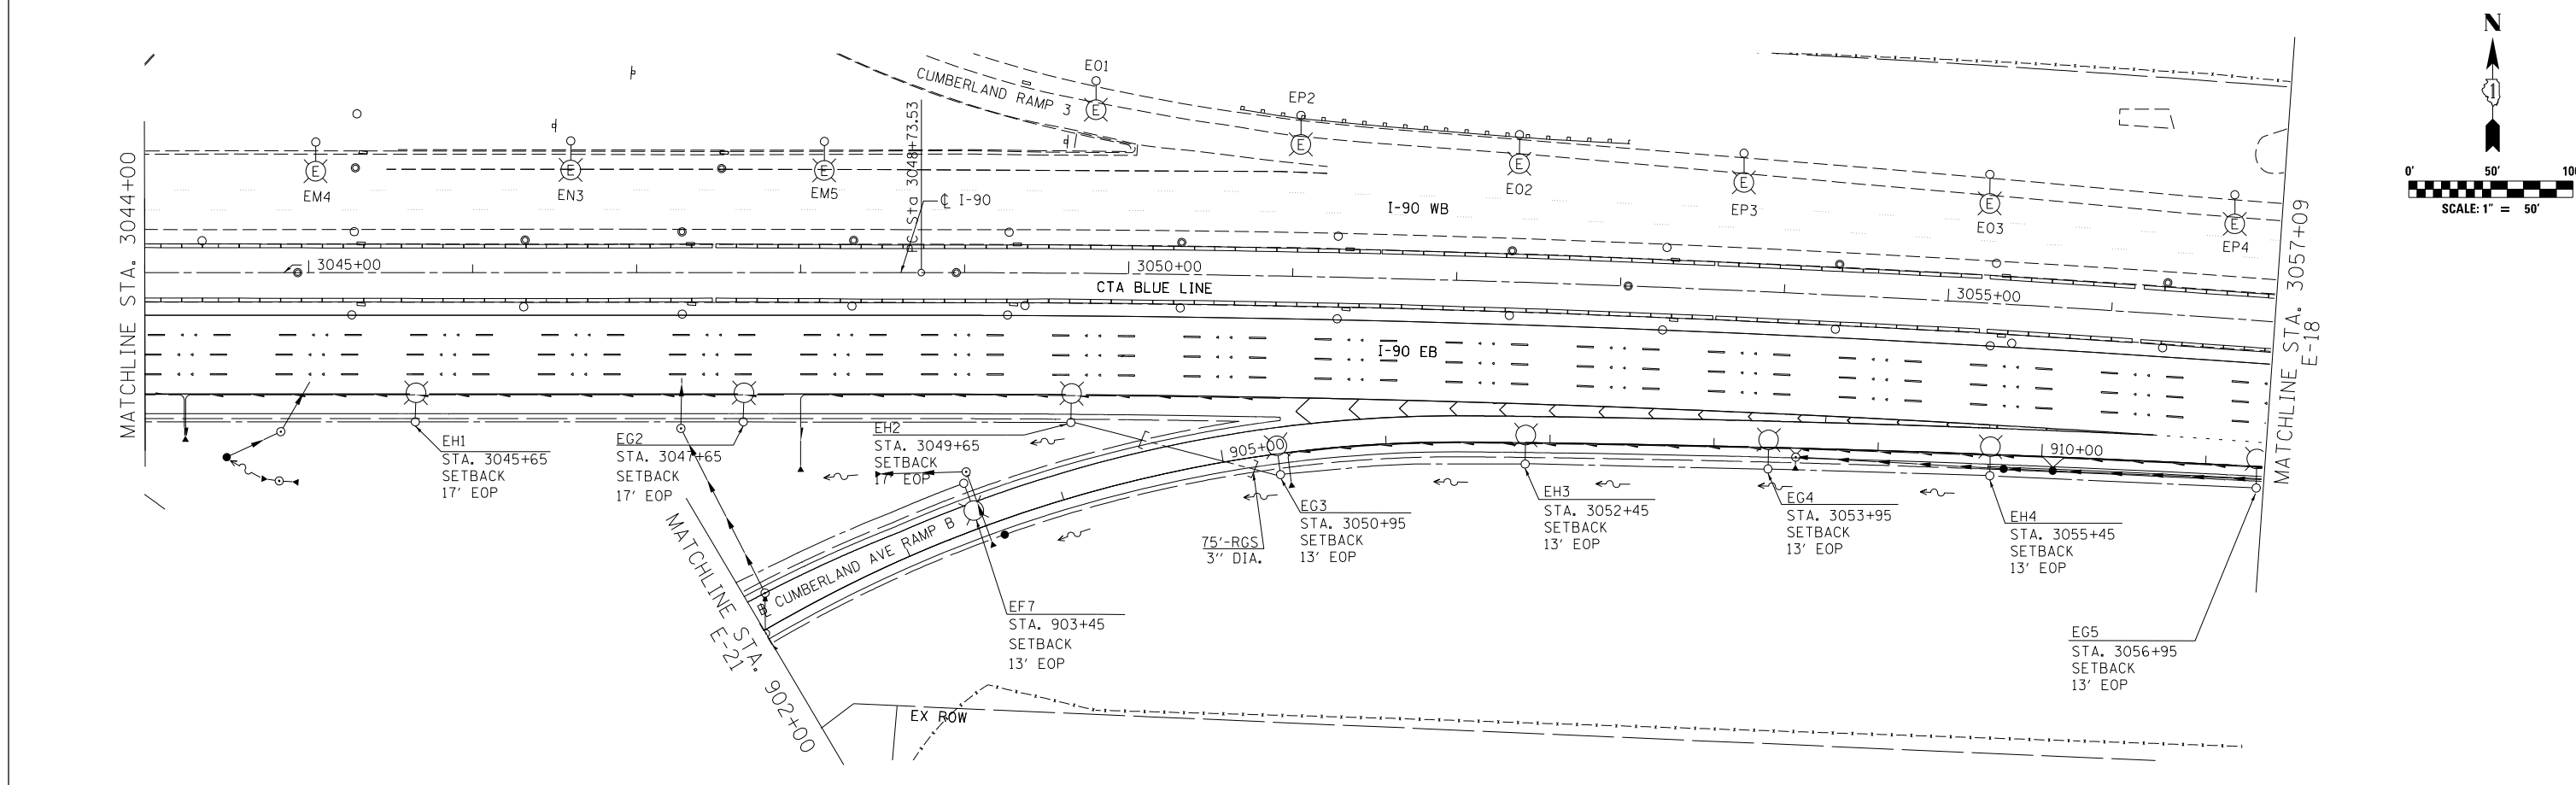 N
1
0' 50' 100
SCALE: 1" = 50'
CUMBERLAND RAMP 3
EO1
EP2
EO2
EP3
EO3
EP4
EM4
EN3
EM5
E
E
E
E
E
E
E
E
E
PC Sta 3048+73.53
℄ I-90
I-90 WB
MATCHLINE STA. 3044+00
3045+00
3050+00
3055+00
CTA BLUE LINE
I-90 EB
MATCHLINE STA. 3057+09
E-18
EH1
STA. 3045+65
SETBACK
17' EOP
EG2
STA. 3047+65
SETBACK
17' EOP
EH2
STA. 3049+65
SETBACK
17' EOP
905+00
910+00
75'-RGS
3" DIA.
EG3
STA. 3050+95
SETBACK
13' EOP
EH3
STA. 3052+45
SETBACK
13' EOP
EG4
STA. 3053+95
SETBACK
13' EOP
EH4
STA. 3055+45
SETBACK
13' EOP
EG5
STA. 3056+95
SETBACK
13' EOP
CUMBERLAND AVE RAMP B
EF7
STA. 903+45
SETBACK
13' EOP
MATCHLINE STA. 902+00
E-21
EX ROW